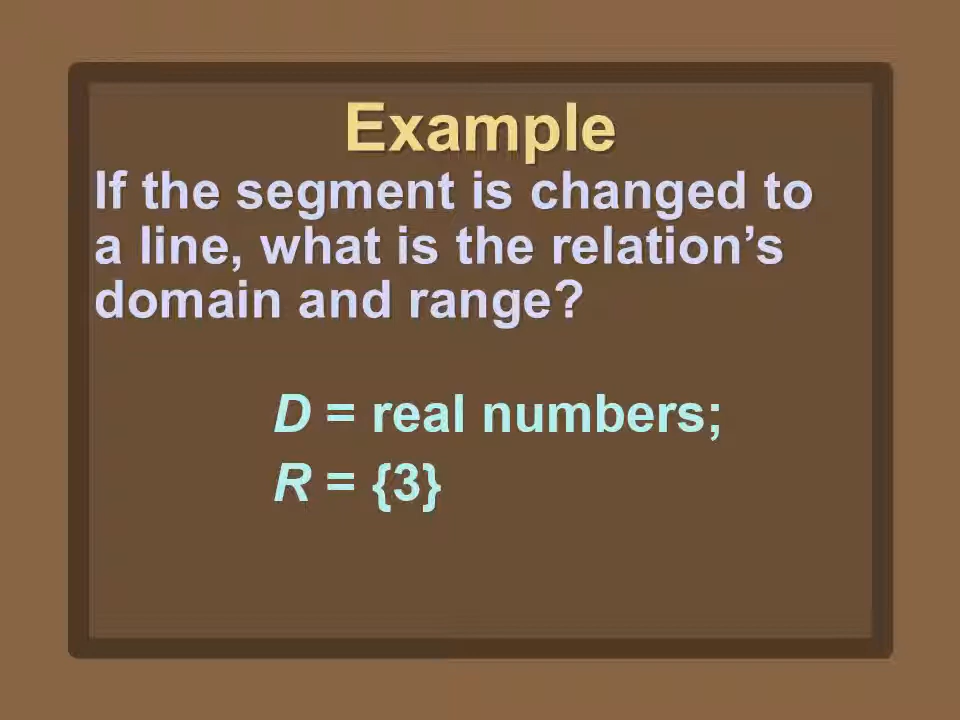 Example
If the segment is changed to
a line, what is the relation’s
domain and range?
D = real numbers;
R = {3}